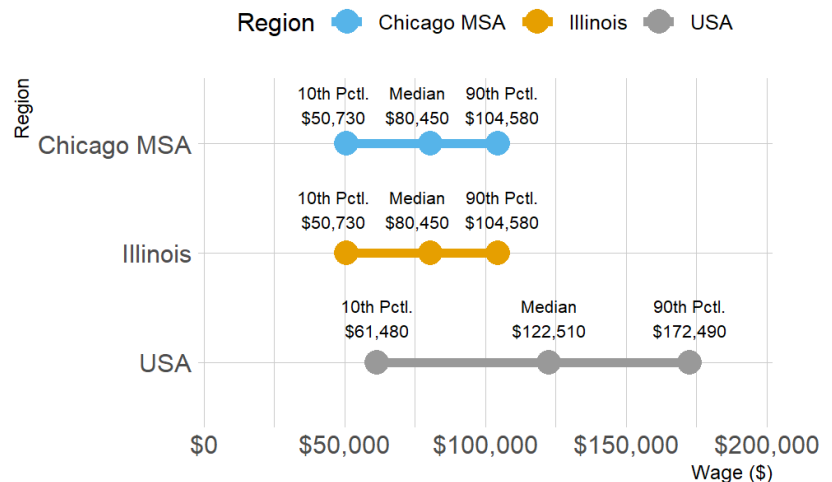 Region Chicago MSA Illinois USA
Region
10th Pctl. Median 90th Pctl.
$50,730 $80,450 $104,580
Chicago MSA
10th Pctl. Median 90th Pctl.
$50,730 $80,450 $104,580
Illinois
10th Pctl. Median 90th Pctl.
$61,480 $122,510 $172,490
USA
$0 $50,000 $100,000 $150,000 $200,000
Wage ($)